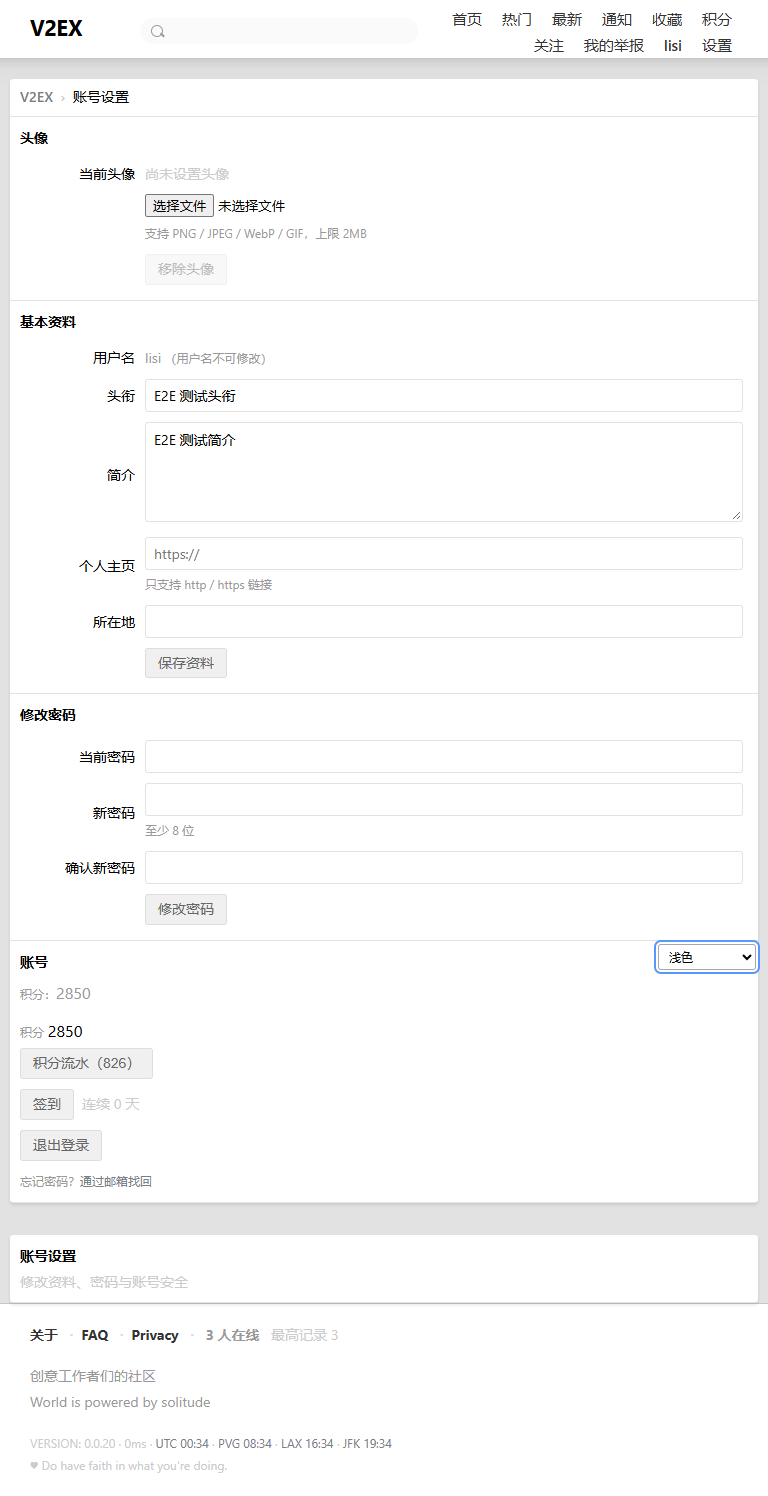 V2EX
首页 热门 最新 通知 收藏 积分
关注 我的举报 lisi 设置
V2EX › 账号设置
头像
当前头像 尚未设置头像
选择文件 未选择文件
支持 PNG / JPEG / WebP / GIF，上限 2MB
移除头像
基本资料
用户名 lisi （用户名不可修改）
头衔 E2E 测试头衔
简介 E2E 测试简介
个人主页 https://
只支持 http / https 链接
所在地
保存资料
修改密码
当前密码
新密码
至少 8 位
确认新密码
修改密码
账号 浅色
积分：2850
积分 2850
积分流水（826）
签到 连续 0 天
退出登录
忘记密码？通过邮箱找回
账号设置
修改资料、密码与账号安全
关于 · FAQ · Privacy · 3 人在线 最高记录 3
创意工作者们的社区
World is powered by solitude
VERSION: 0.0.20 · 0ms · UTC 00:34 · PVG 08:34 · LAX 16:34 · JFK 19:34
♥ Do have faith in what you're doing.